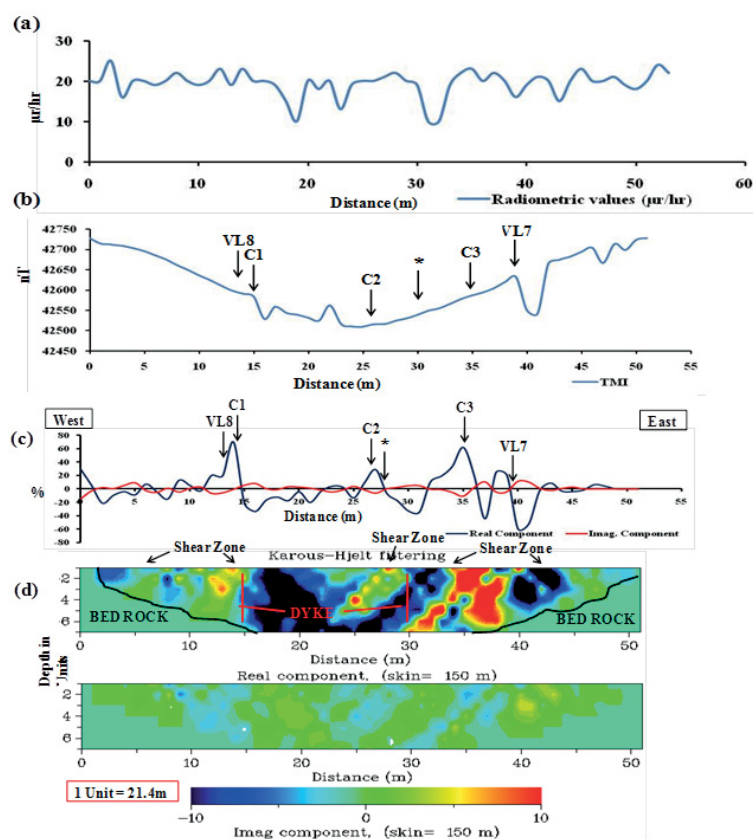 (a)
30
20
10
0
μr/hr
0 10 20 30 40 50 60
Distance (m)
Radiometric values (μr/hr)
(b)
42750
42700
42650
42600
42550
42500
42450
nT
VL8
C1
C2
*
C3
VL7
0 5 10 15 20 25 30 35 40 45 50 55
Distance (m)
TMI
West
East
(c)
80
60
40
20
0
-20
-40
-60
-80
%
C1
VL8
C2
*
C3
VL7
0 5 10 15 20 25 30 35 40 45 50 55
Distance (m)
Real Component
Imag. Component
Shear Zone
Shear Zone
Shear Zone
Karous-Hjelt filtering
(d)
-2
-4
-6
BED ROCK
DYKE
BED ROCK
0 10 20 30 40 50
Distance (m)
Real component, (skin= 150 m)
Depth in
2
4
6
0 10 20 30 40 50
Distance (m)
1 Unit = 21.4m
-10 0 10
Imag component, (skin = 150 m)